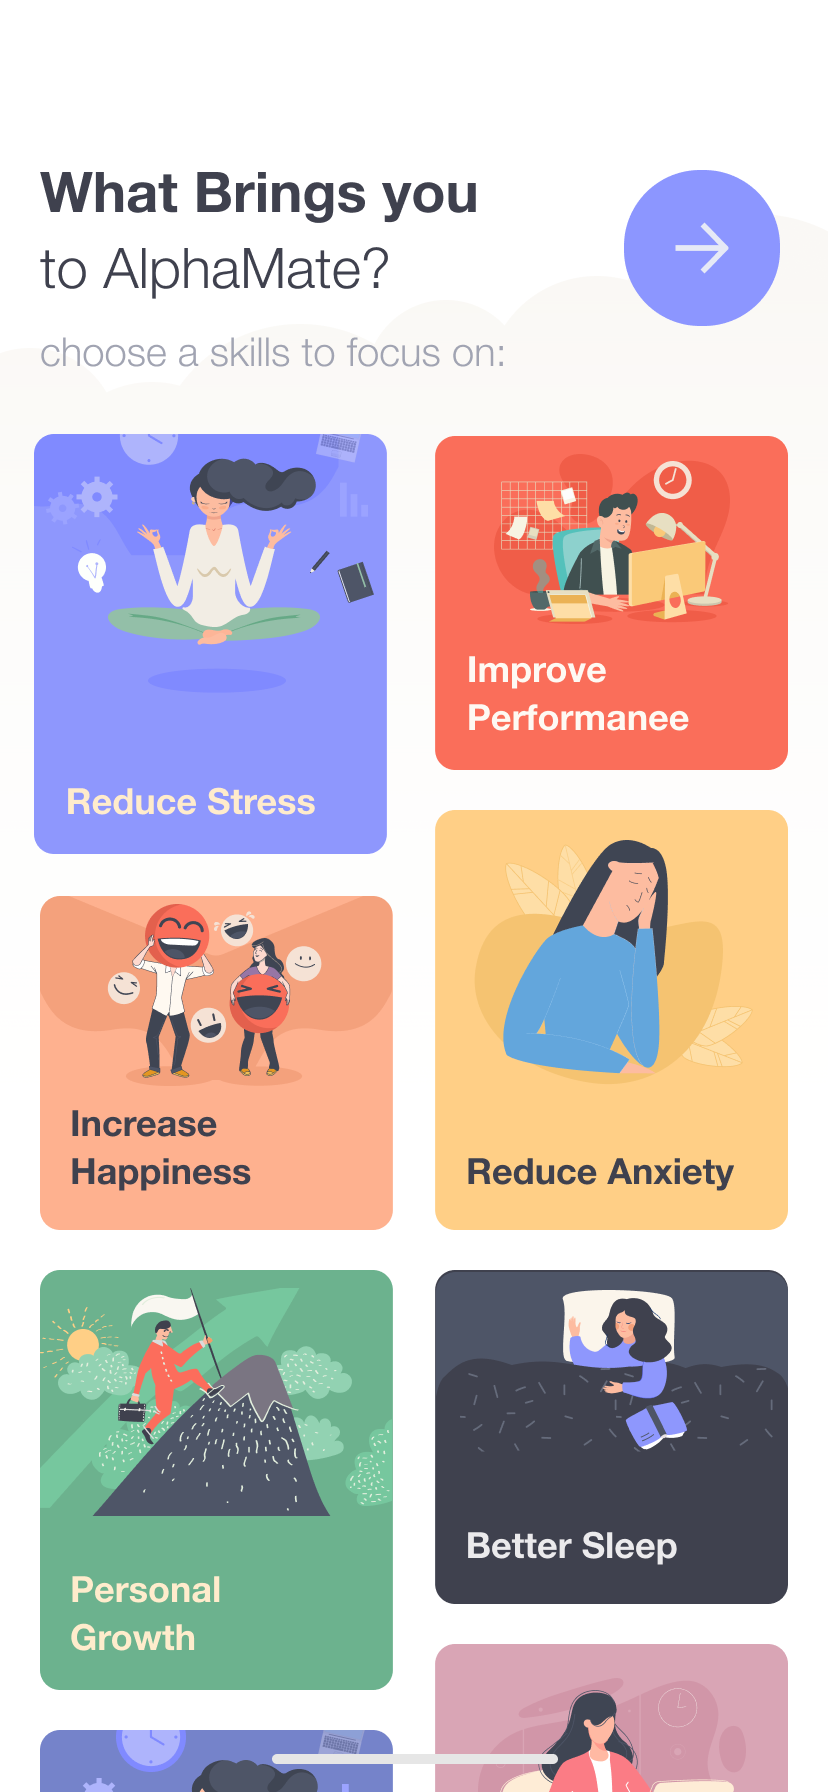 What Brings you
to AlphaMate?
choose a skills to focus on:
Reduce Stress
Improve
Performanee
Increase
Happiness
Reduce Anxiety
Personal
Growth
Better Sleep